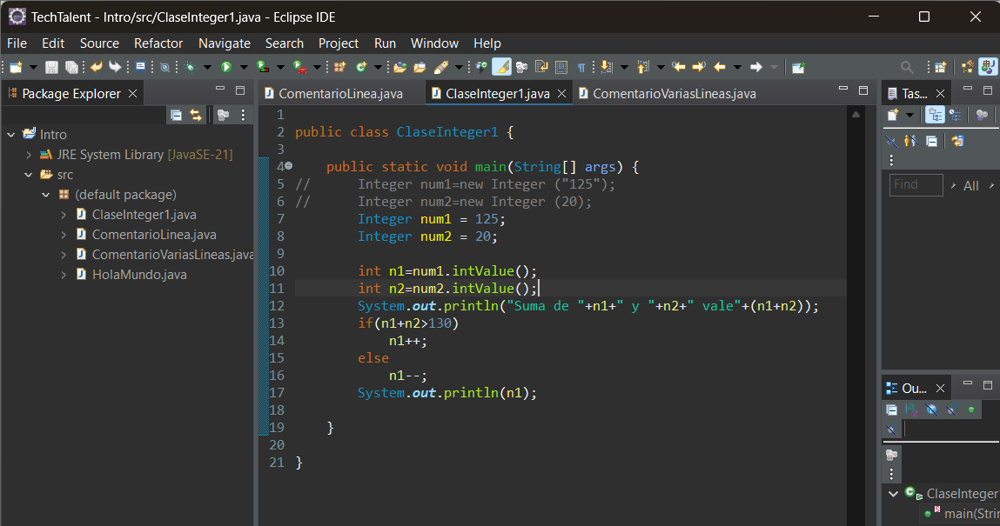 TechTalent - Intro/src/ClaseInteger1.java - Eclipse IDE
File Edit Source Refactor Navigate Search Project Run Window Help
Package Explorer
Intro
JRE System Library [JavaSE-21]
src
(default package)
ClaseInteger1.java
ComentarioLinea.java
ComentarioVariasLineas.java
HolaMundo.java
ComentarioLinea.java ClaseInteger1.java ComentarioVariasLineas.java
1
2 public class ClaseInteger1 {
3
4 public static void main(String[] args) {
5 // Integer num1=new Integer ("125");
6 // Integer num2=new Integer (20);
7 Integer num1 = 125;
8 Integer num2 = 20;
9
10 int n1=num1.intValue();
11 int n2=num2.intValue();
12 System.out.println("Suma de "+n1+" y "+n2+" vale"+(n1+n2));
13 if(n1+n2>130)
14 n1++;
15 else
16 n1--;
17 System.out.println(n1);
18
19 }
20
21 }
Tas...
Find All
Ou...
ClaseInteger
main(Strin